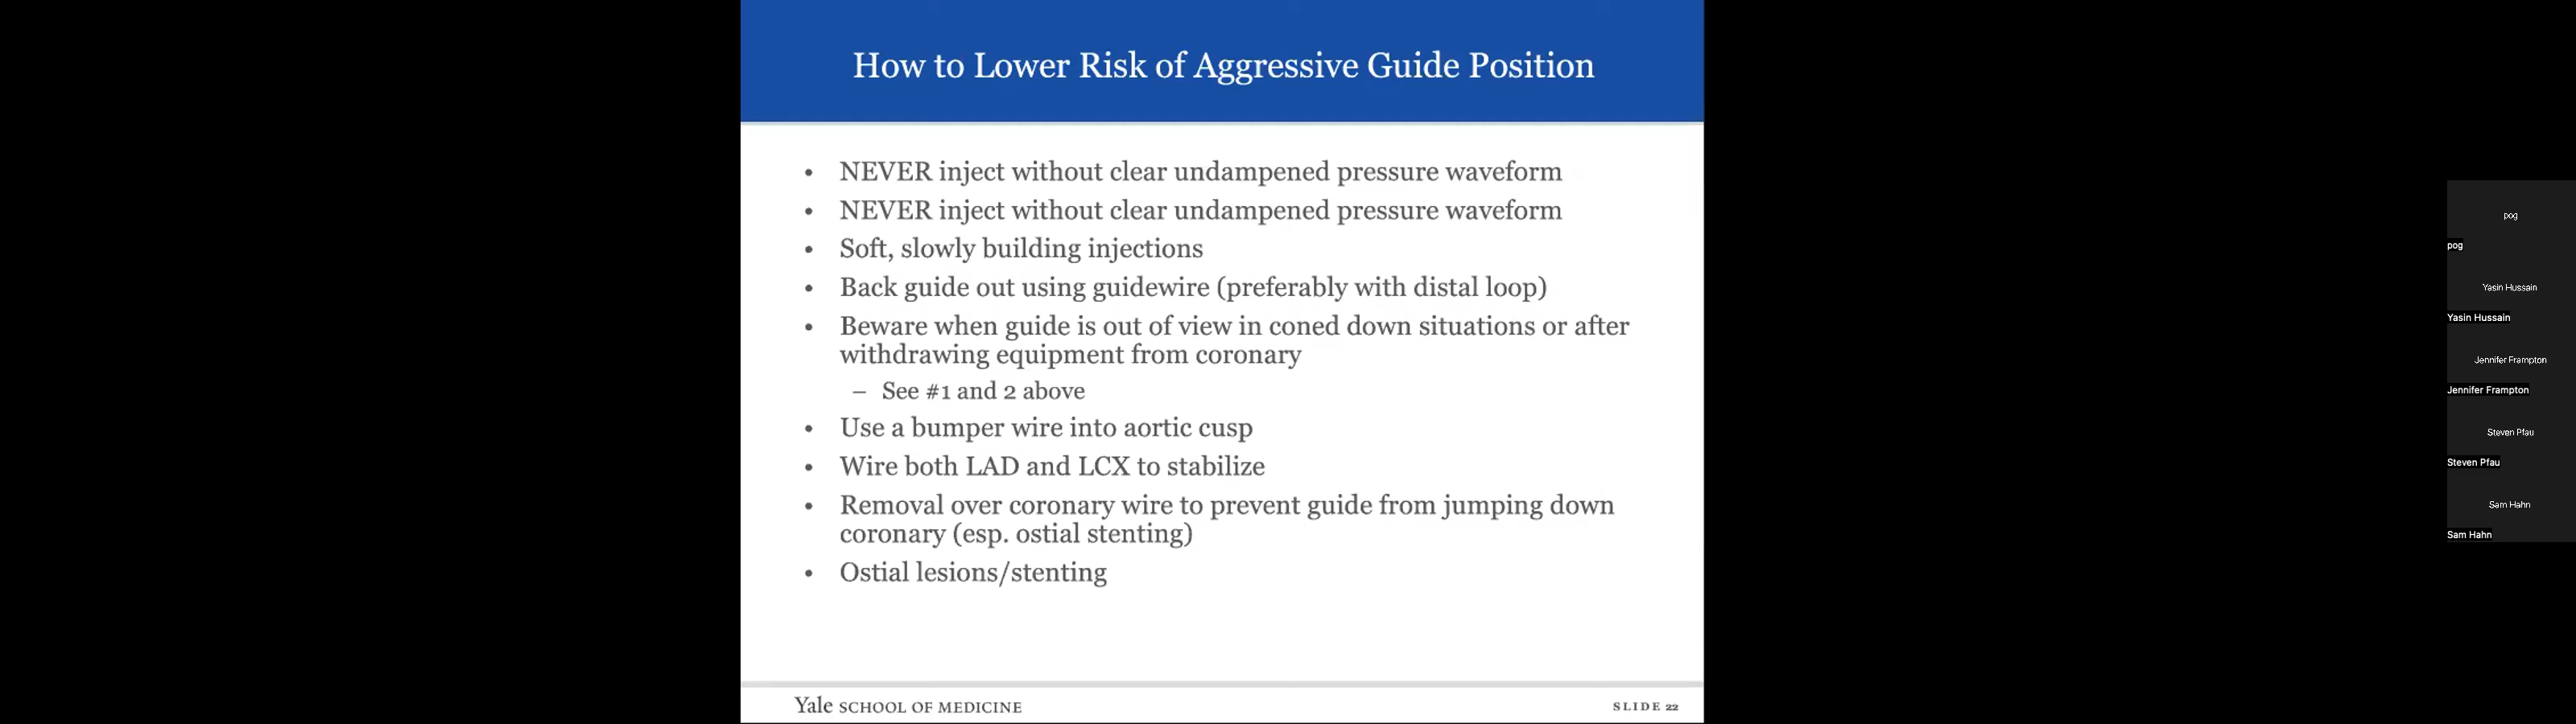 How to Lower Risk of Aggressive Guide Position
• NEVER inject without clear undampened pressure waveform
• NEVER inject without clear undampened pressure waveform
• Soft, slowly building injections
• Back guide out using guidewire (preferably with distal loop)
• Beware when guide is out of view in coned down situations or after
withdrawing equipment from coronary
– See #1 and 2 above
• Use a bumper wire into aortic cusp
• Wire both LAD and LCX to stabilize
• Removal over coronary wire to prevent guide from jumping down
coronary (esp. ostial stenting)
• Ostial lesions/stenting
Yale SCHOOL OF MEDICINE
SLIDE 22
pog
pog
Yasin Hussain
Yasin Hussain
Jennifer Frampton
Jennifer Frampton
Steven Pfau
Steven Pfau
Sam Hahn
Sam Hahn